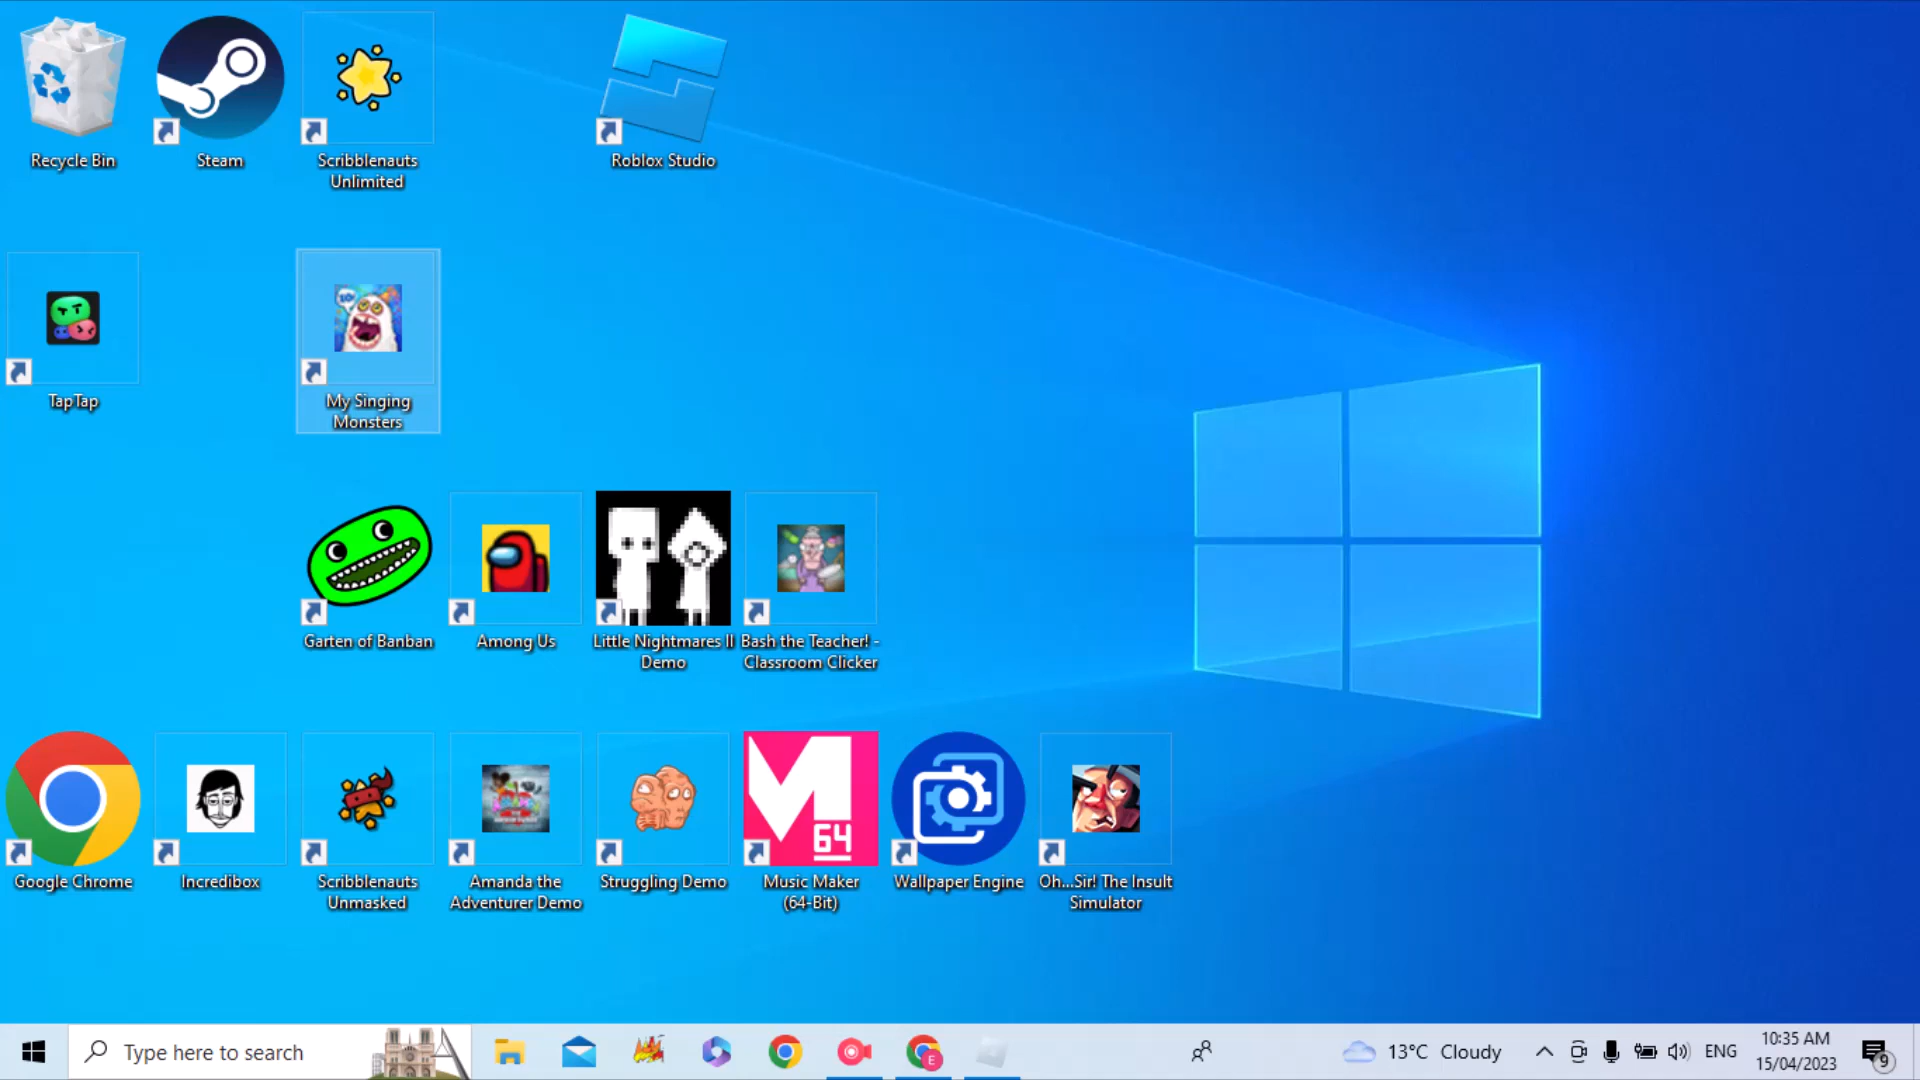 Recycle Bin
Steam
Scribblenauts
Unlimited
Roblox Studio
TapTap
10
My Singing
Monsters
Garten of Banban
Among Us
Little Nightmares II
Demo
Bash the Teacher! -
Classroom Clicker
64
Google Chrome
Incredibox
Scribblenauts
Unmasked
Amanda the
Adventurer Demo
Struggling Demo
Music Maker
(64-Bit)
Wallpaper Engine
Oh...Sir! The Insult
Simulator
Type here to search
E
13°C Cloudy
ENG
10:35 AM
15/04/2023
9